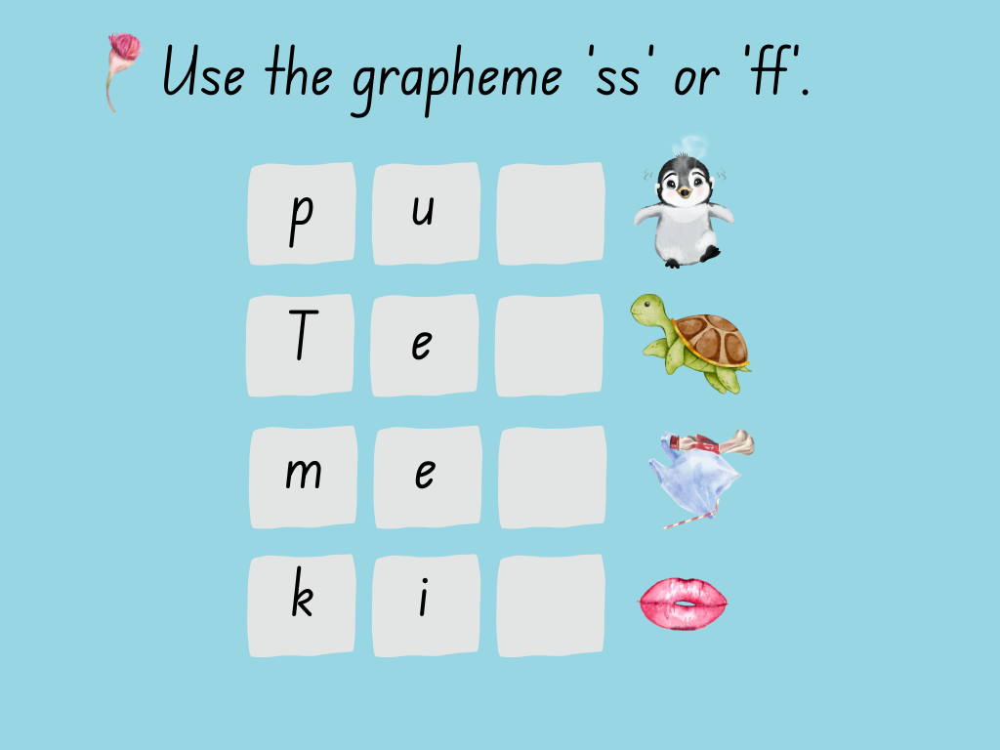 Use the grapheme 'ss' or 'ff'.
p u
T e
m e
k i